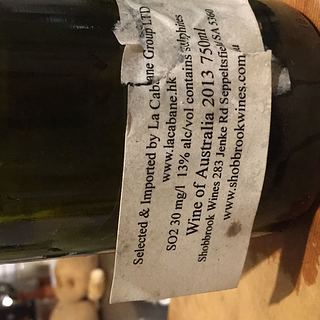 Selected & Imported by La Cabane Group LTD
www.lacabane.hk
SO2 30 mg/l 13% alc/vol contains sulphites
Wine of Australia 2013 750ml
Shobbrook Wines 283 Jenke Rd Seppeltsfield SA 5360
www.shobbrookwines.com